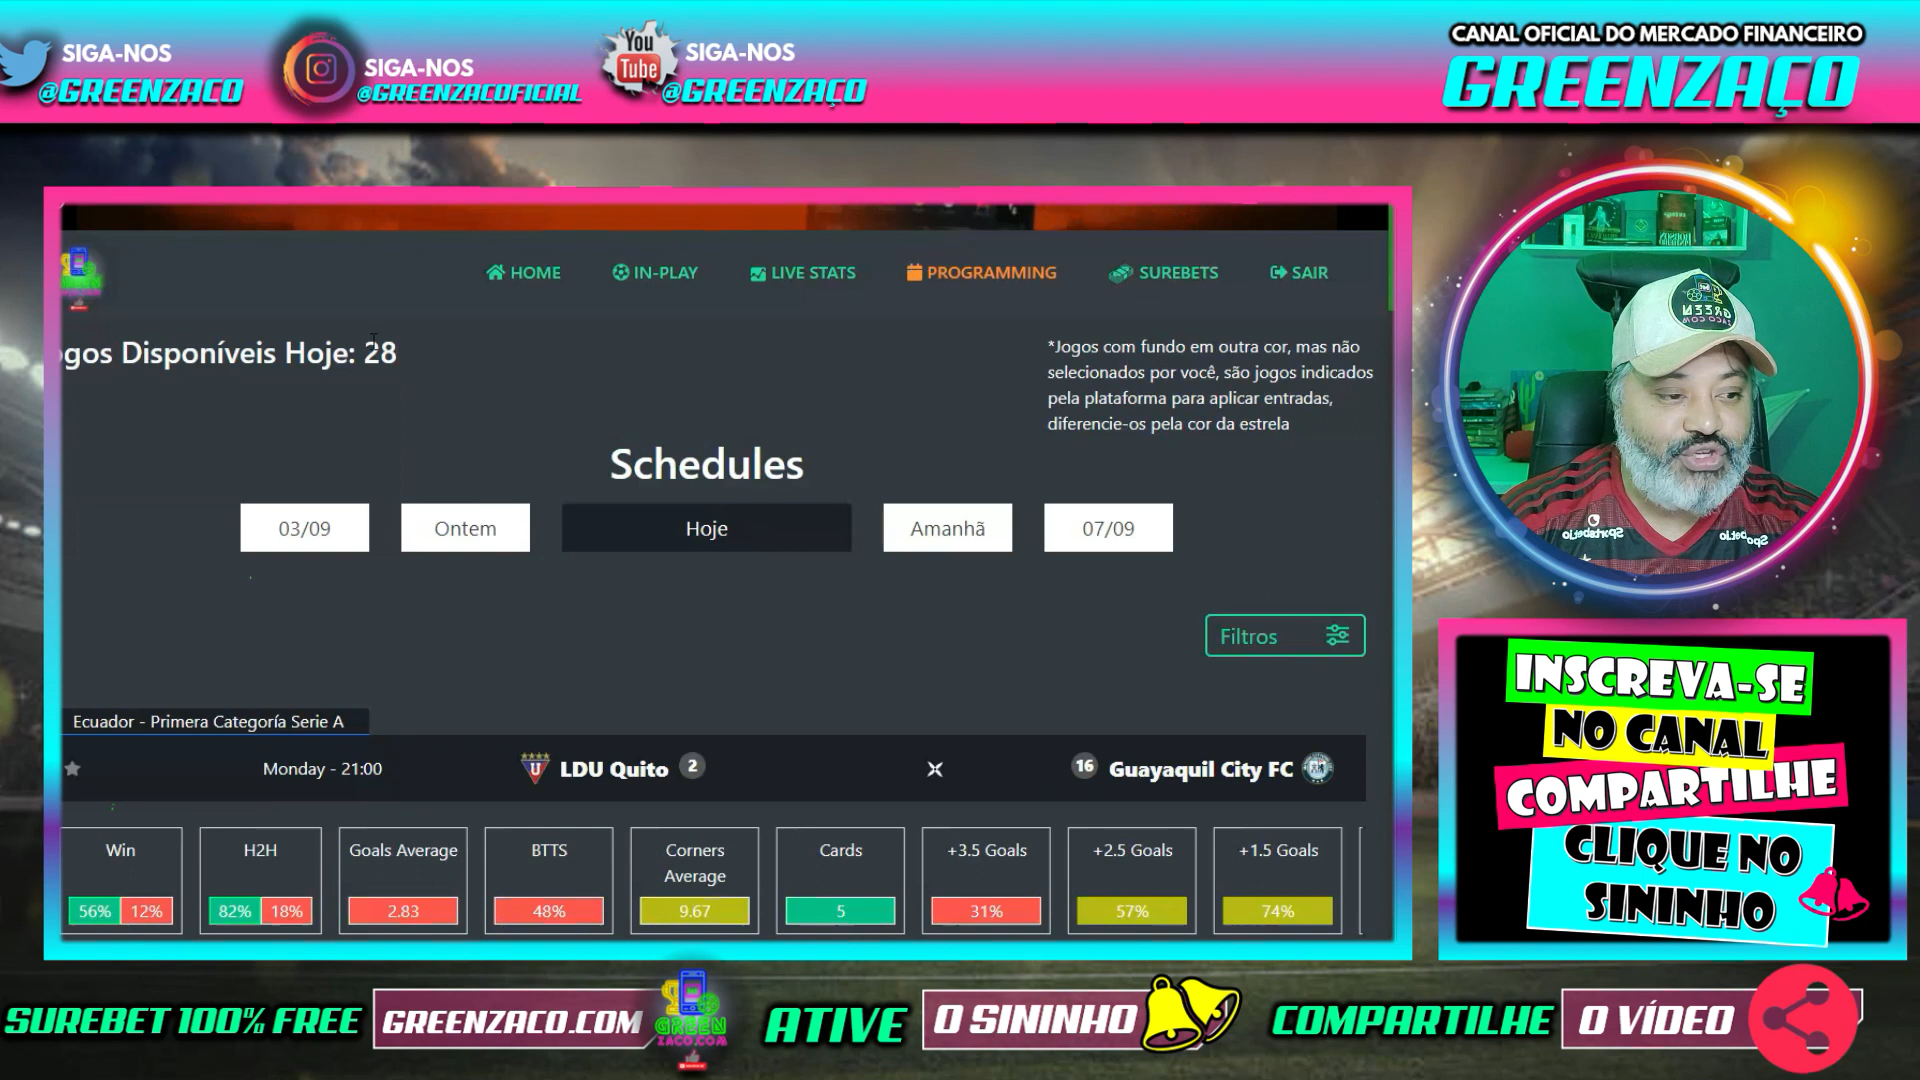 SIGA-NOS
@GREENZACO
SIGA-NOS
@GREENZACOFICIAL
You
Tube
SIGA-NOS
@GREENZAÇO
CANAL OFICIAL DO MERCADO FINANCEIRO
GREENZAÇO
HOME
IN-PLAY
LIVE STATS
PROGRAMMING
SUREBETS
SAIR
ogos Disponíveis Hoje: 28
*Jogos com fundo em outra cor, mas não
selecionados por você, são jogos indicados
pela plataforma para aplicar entradas,
diferencie-os pela cor da estrela
Schedules
03/09
Ontem
Hoje
Amanhã
07/09
Filtros
Ecuador - Primera Categoría Serie A
Monday - 21:00
LDU Quito 2
16 Guayaquil City FC
Win
H2H
Goals Average
BTTS
Corners
Average
Cards
+3.5 Goals
+2.5 Goals
+1.5 Goals
56% 12%
82% 18%
2.83
48%
9.67
5
31%
57%
74%
INSCREVA-SE
NO CANAL
COMPARTILHE
CLIQUE NO
SININHO
SUREBET 100% FREE
GREENZACO.COM
GREEN
ZACO.COM
ATIVE
O SININHO
COMPARTILHE
O VÍDEO